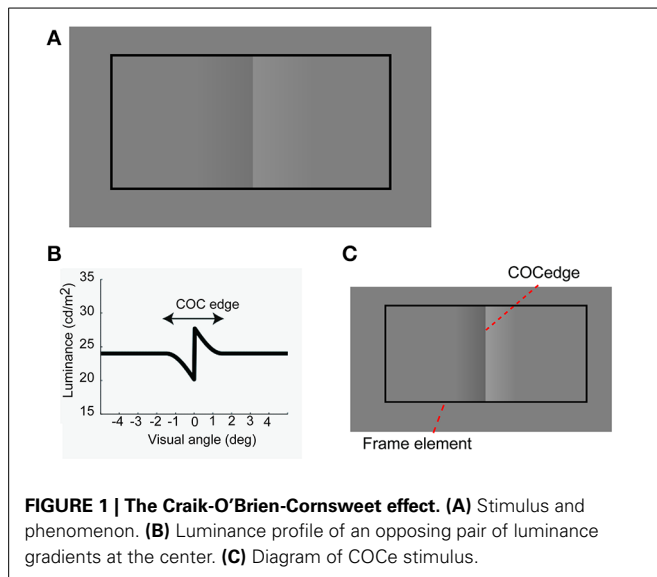 A
B
35
30
25
20
15
Luminance (cd/m2)
COC edge
-4 -3 -2 -1 0 1 2 3 4
Visual angle (deg)
C
COCedge
Frame element
FIGURE 1 | The Craik-O’Brien-Cornsweet effect. (A) Stimulus and
phenomenon. (B) Luminance profile of an opposing pair of luminance
gradients at the center. (C) Diagram of COCe stimulus.